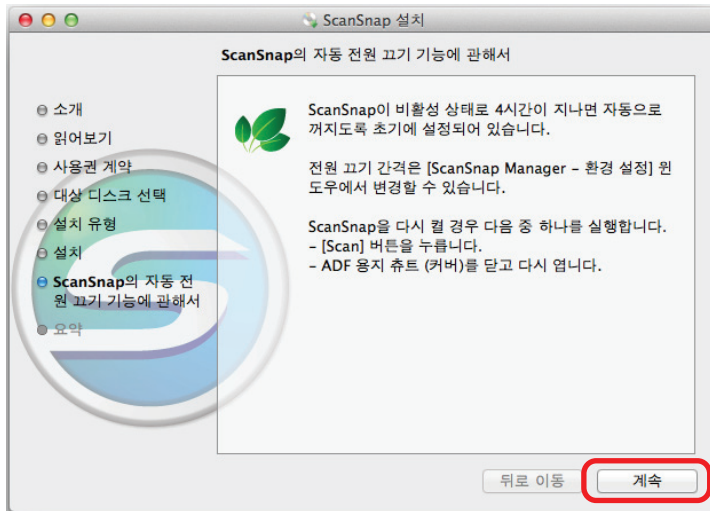 ScanSnap 설치
ScanSnap의 자동 전원 끄기 기능에 관해서
소개
읽어보기
사용권 계약
대상 디스크 선택
설치 유형
설치
ScanSnap의 자동 전
원 끄기 기능에 관해서
요약
ScanSnap이 비활성 상태로 4시간이 지나면 자동으로
꺼지도록 초기에 설정되어 있습니다.
전원 끄기 간격은 [ScanSnap Manager – 환경 설정] 윈
도우에서 변경할 수 있습니다.
ScanSnap을 다시 켤 경우 다음 중 하나를 실행합니다.
– [Scan] 버튼을 누릅니다.
– ADF 용지 츄트 (커버)를 닫고 다시 엽니다.
뒤로 이동
계속